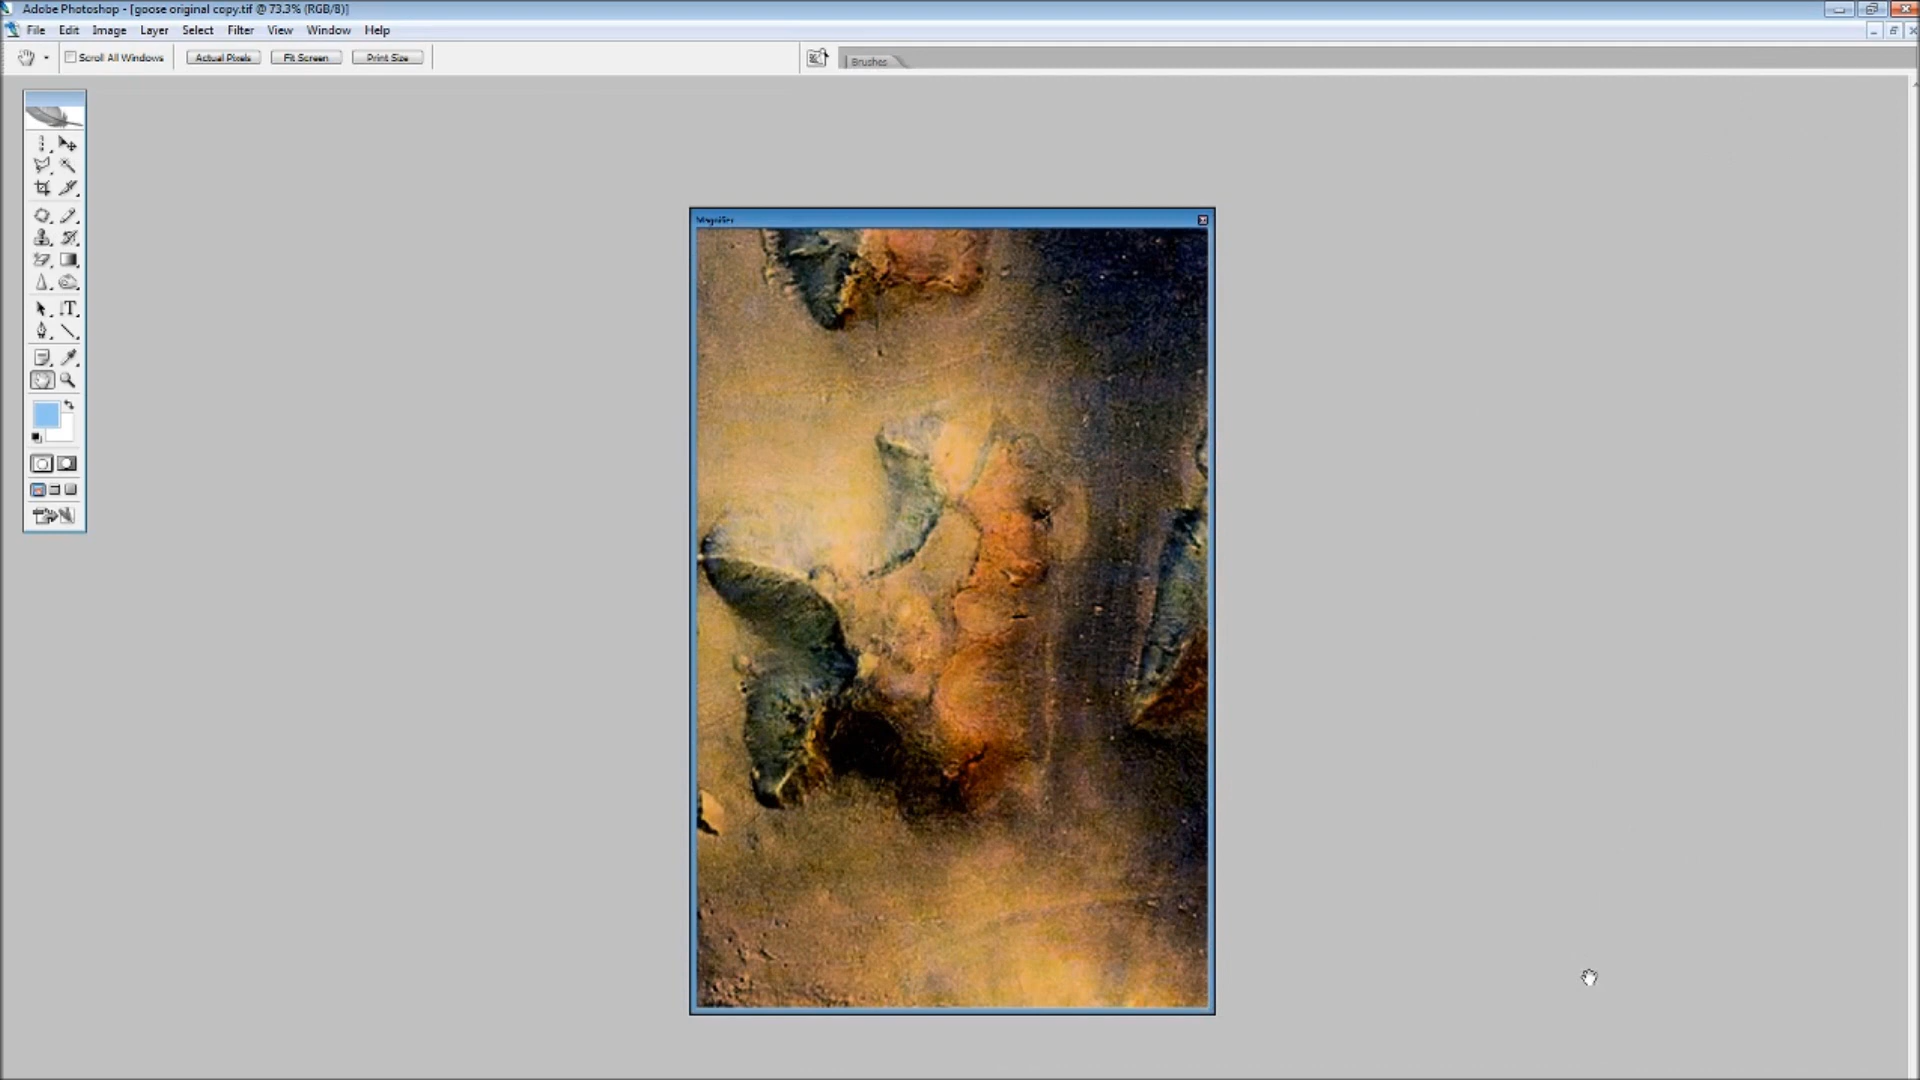 Adobe Photoshop - [goose original copy.tif @ 73.3% (RGB/8)]
File Edit Image Layer Select Filter View Window Help
Scroll All Windows Actual Pixels Fit Screen Print Size Brushes
Magnifier
T